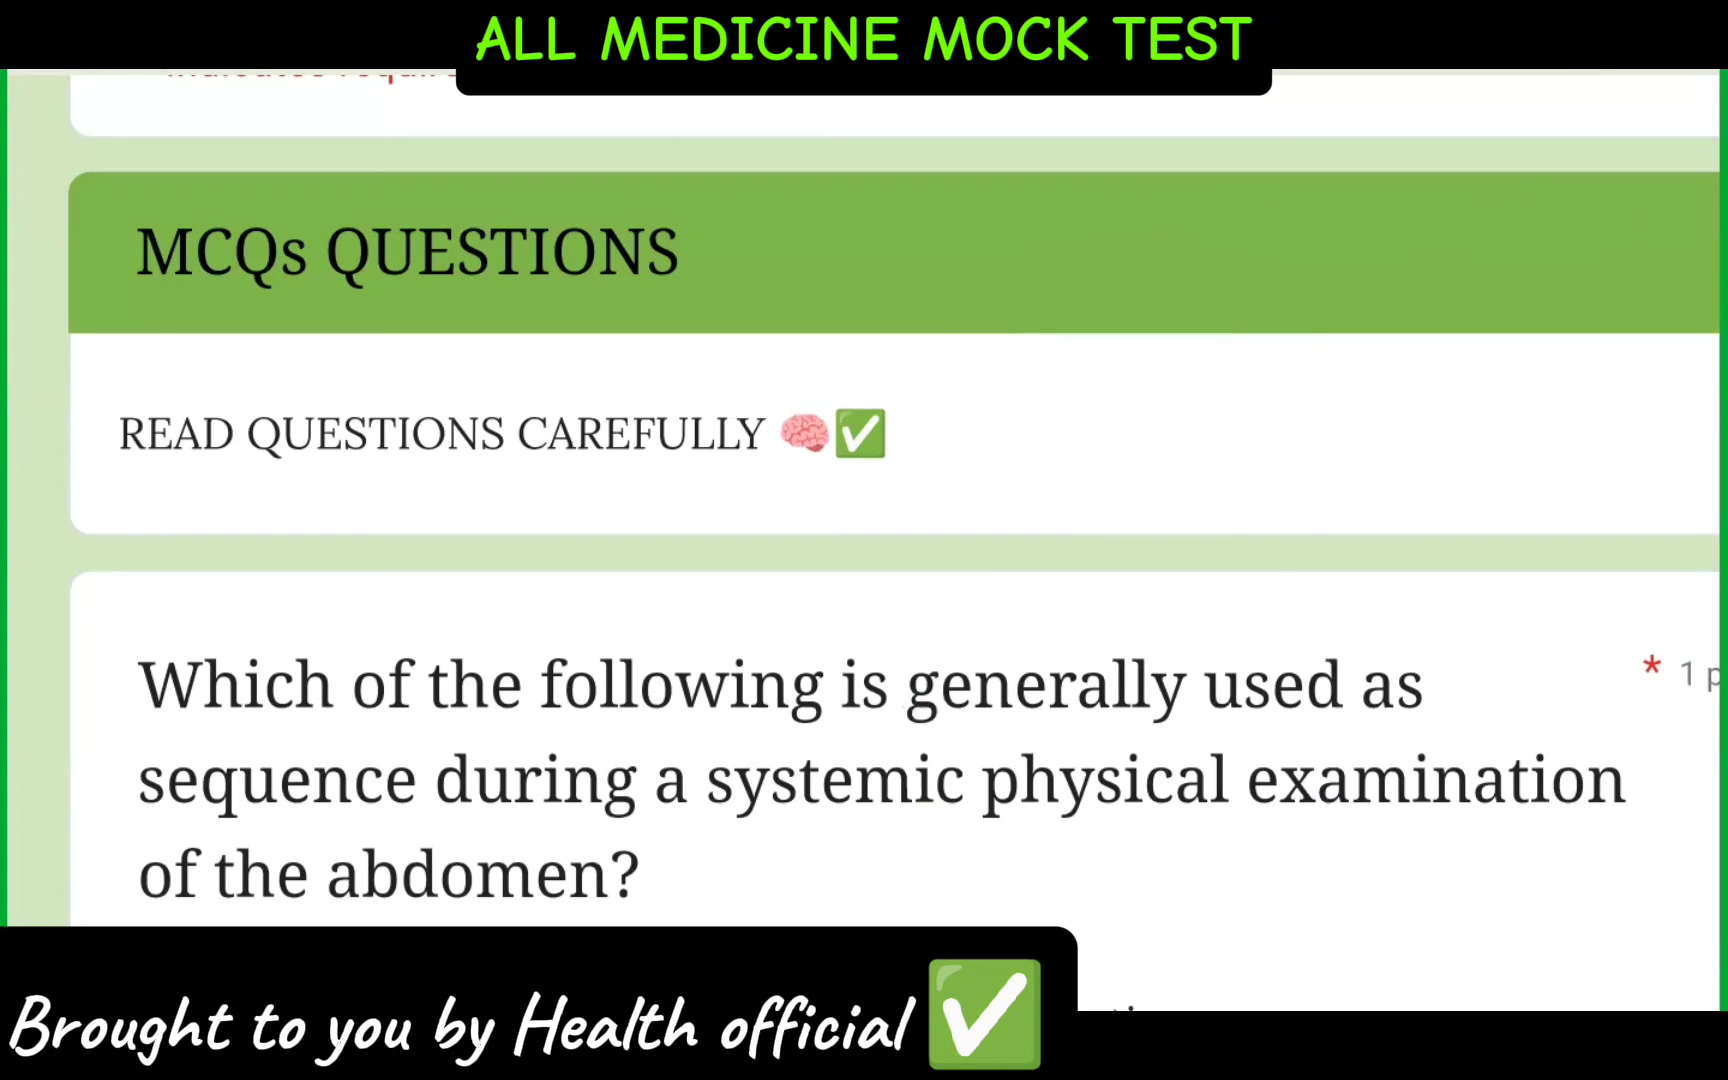 ALL MEDICINE MOCK TEST
MCQs QUESTIONS
READ QUESTIONS CAREFULLY 🧠✅
Which of the following is generally used as * 1 p
sequence during a systemic physical examination
of the abdomen?
Brought to you by Health official ✅